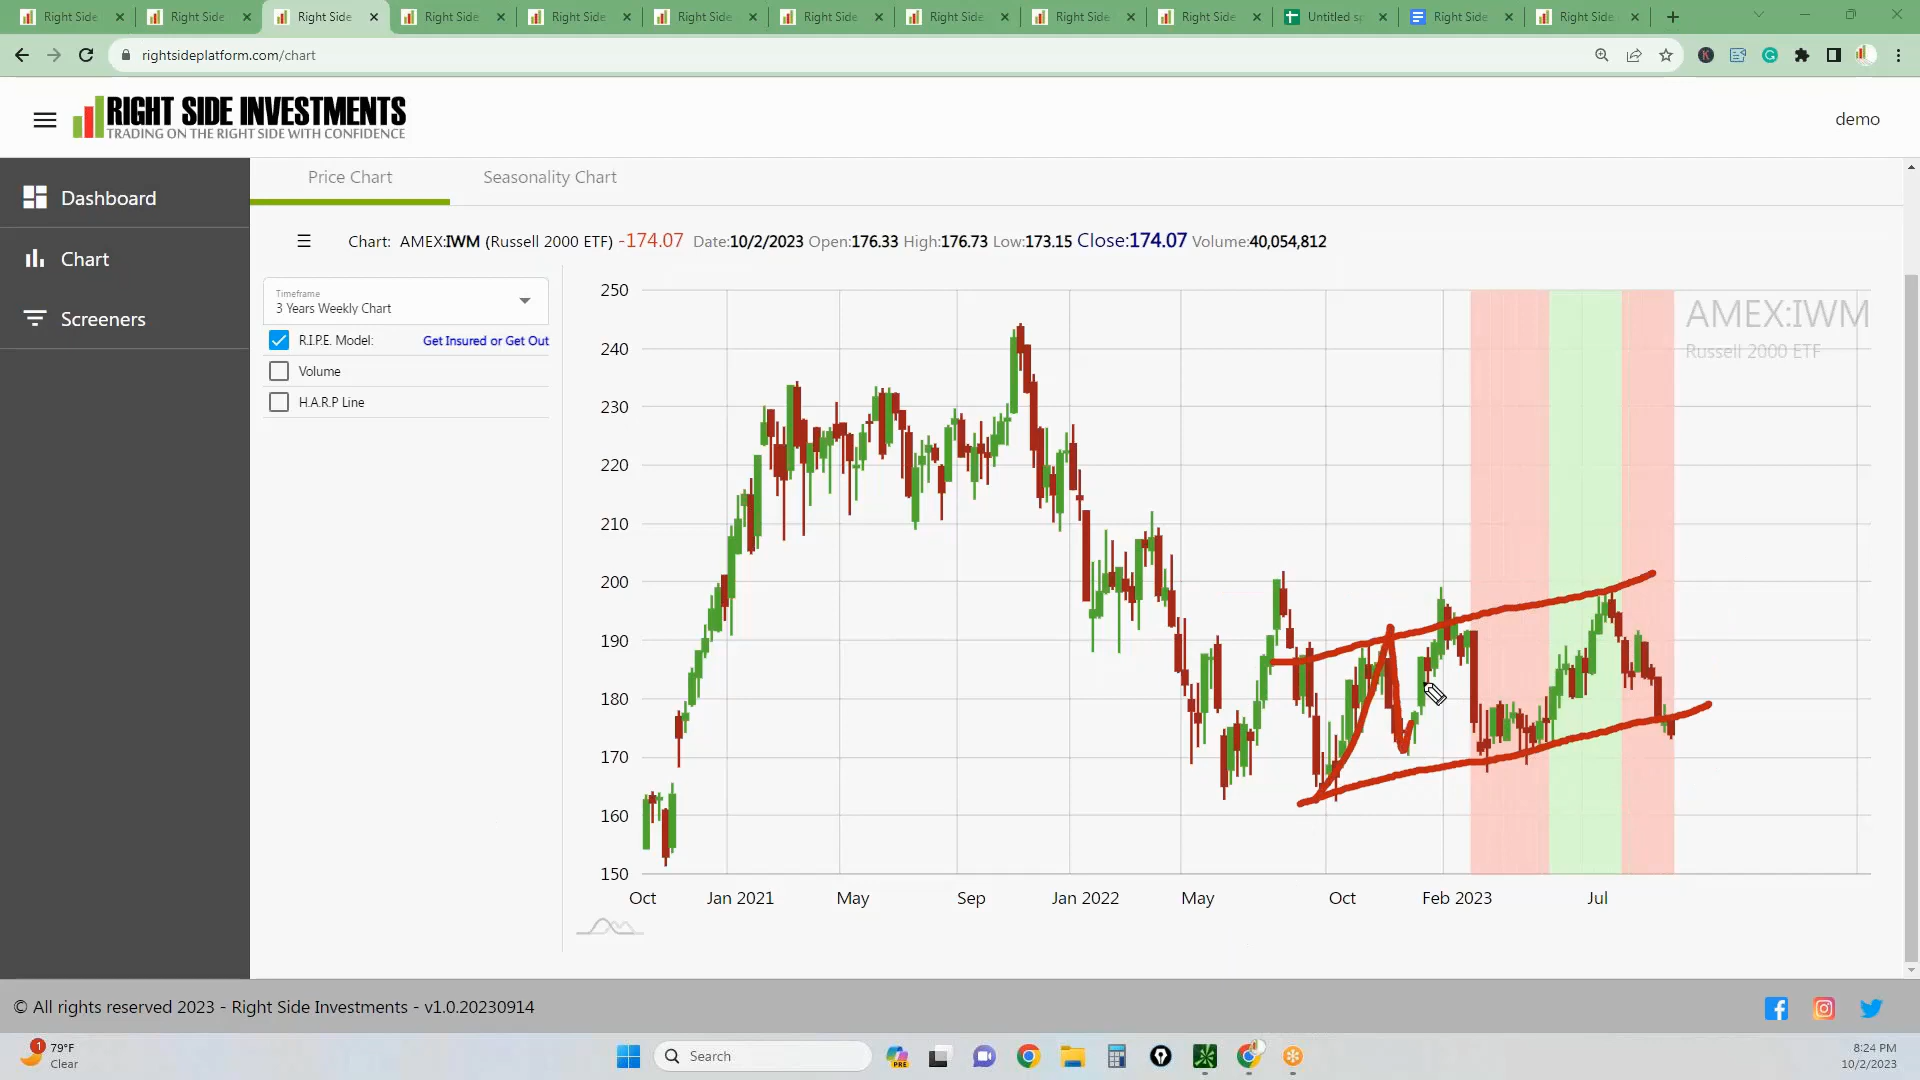 Right Side
Right Side
Right Side
Right Side
Right Side
Right Side
Right Side
Right Side
Right Side
Right Side
Untitled sp
Right Side
Right Side
rightsideplatform.com/chart
RIGHT SIDE INVESTMENTS
TRADING ON THE RIGHT SIDE WITH CONFIDENCE
demo
Dashboard
Chart
Screeners
Price Chart
Seasonality Chart
Chart: AMEX:IWM (Russell 2000 ETF) -174.07 Date:10/2/2023 Open:176.33 High:176.73 Low:173.15 Close:174.07 Volume:40,054,812
Timeframe
3 Years Weekly Chart
R.I.P.E. Model: Get Insured or Get Out
Volume
H.A.R.P Line
AMEX:IWM
Russell 2000 ETF
250
240
230
220
210
200
190
180
170
160
150
Oct Jan 2021 May Sep Jan 2022 May Oct Feb 2023 Jul
© All rights reserved 2023 - Right Side Investments - v1.0.20230914
1
79°F
Clear
Search
PRE
8:24 PM
10/2/2023